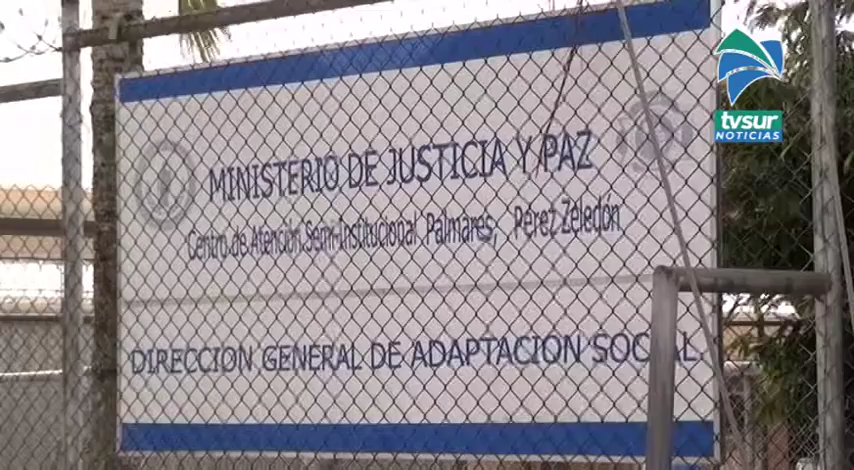 tvsur
NOTICIAS
MINISTERIO DE JUSTICIA Y PAZ
Centro de Atención Semi-Institucional Palmares, Pérez Zeledón
DIRECCION GENERAL DE ADAPTACION SOCIAL